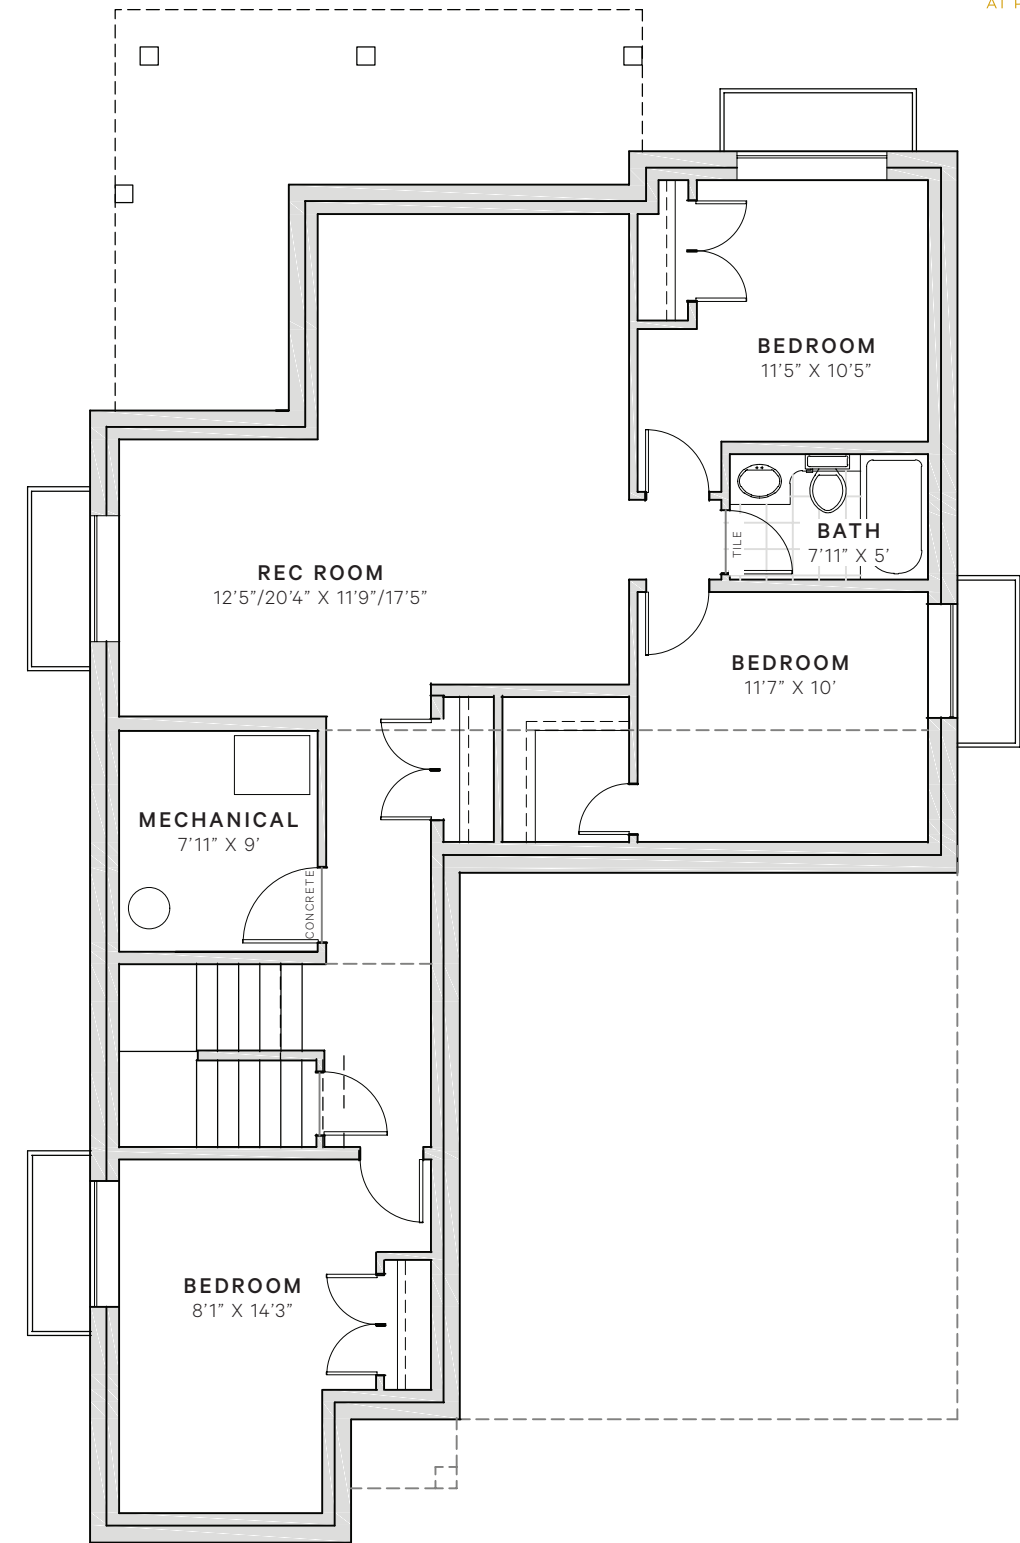 BEDROOM
11’5” X 10’5”
BATH
7’11” X 5’
TILE
REC ROOM
12’5”/20’4” X 11’9”/17’5”
BEDROOM
11’7” X 10’
MECHANICAL
7’11” X 9’
CONCRETE
BEDROOM
8’1” X 14’3”